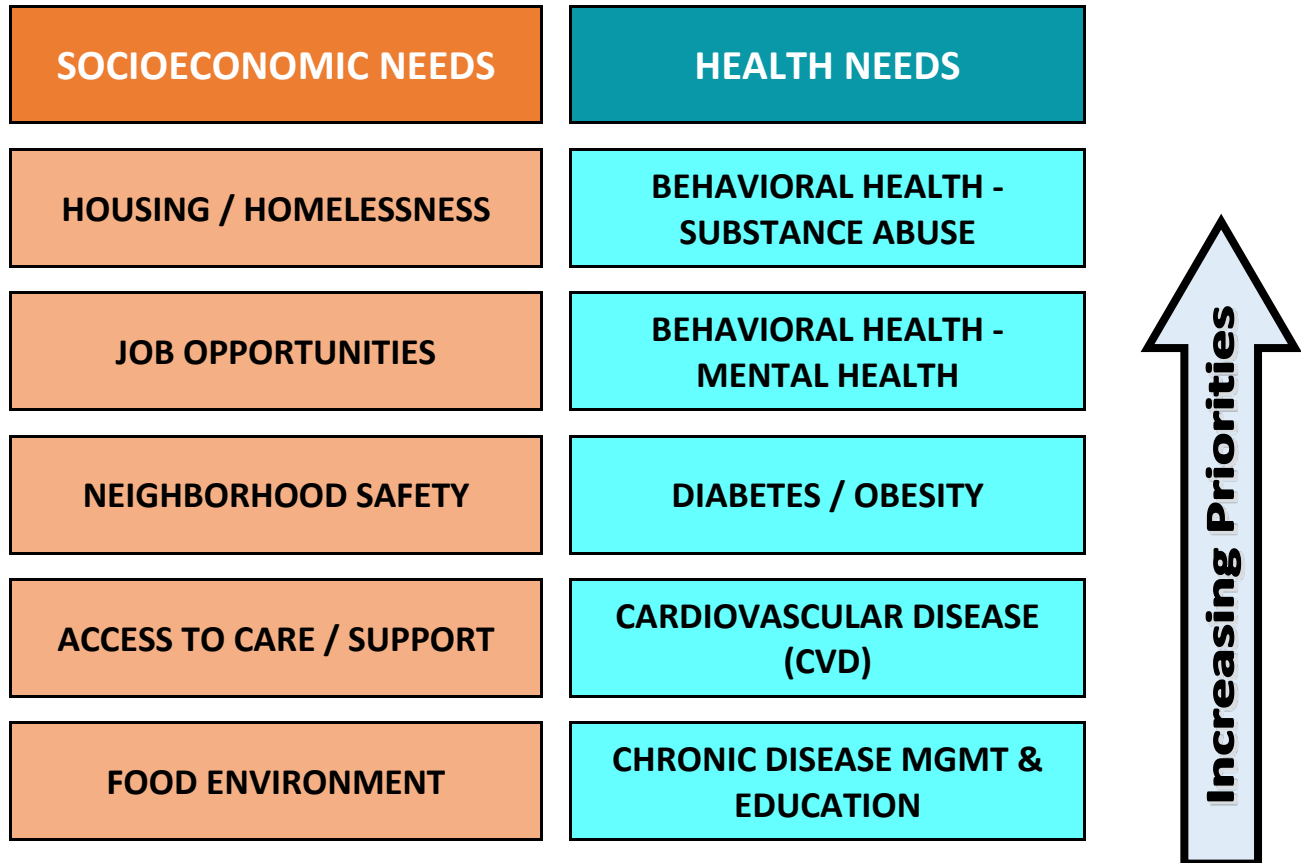 SOCIOECONOMIC NEEDS
HEALTH NEEDS
HOUSING / HOMELESSNESS
BEHAVIORAL HEALTH -
SUBSTANCE ABUSE
JOB OPPORTUNITIES
BEHAVIORAL HEALTH -
MENTAL HEALTH
NEIGHBORHOOD SAFETY
DIABETES / OBESITY
ACCESS TO CARE / SUPPORT
CARDIOVASCULAR DISEASE
(CVD)
FOOD ENVIRONMENT
CHRONIC DISEASE MGMT &
EDUCATION
Increasing Priorities